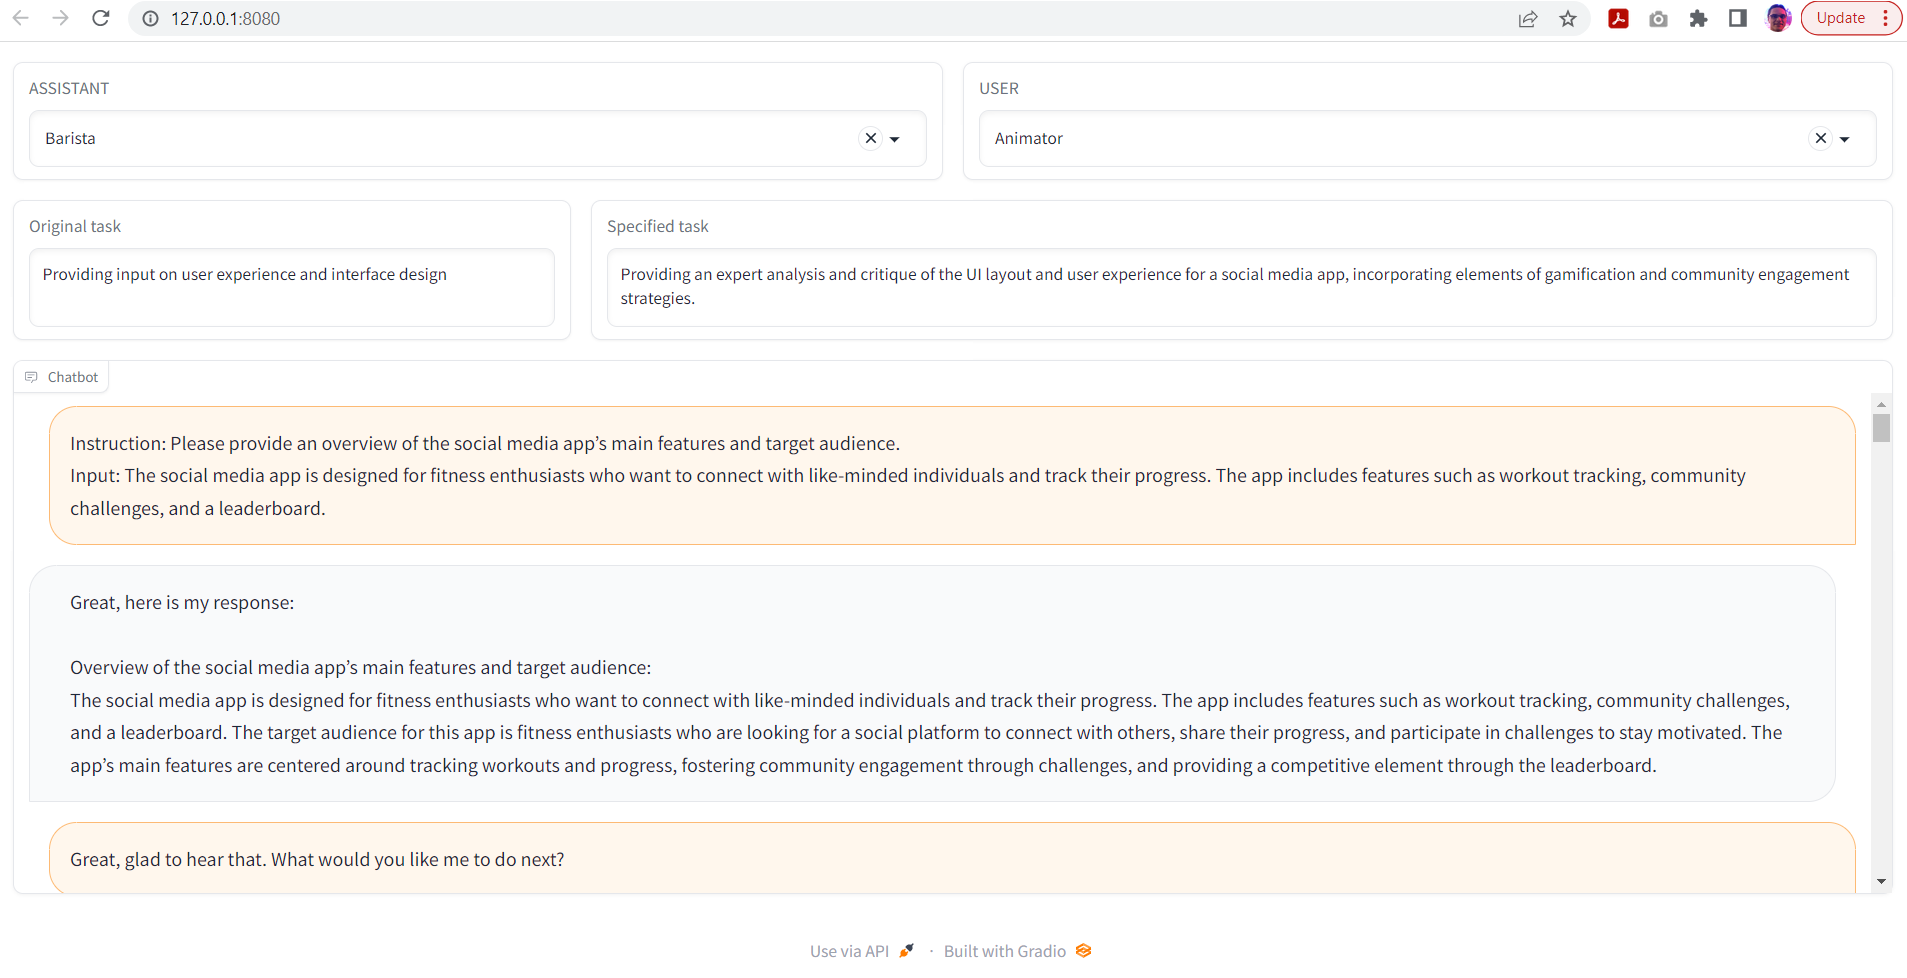 127.0.0.1:8080
Update
ASSISTANT
Barista
USER
Animator
Original task
Providing input on user experience and interface design
Specified task
Providing an expert analysis and critique of the UI layout and user experience for a social media app, incorporating elements of gamification and community engagement
strategies.
Chatbot
Instruction: Please provide an overview of the social media app’s main features and target audience.
Input: The social media app is designed for fitness enthusiasts who want to connect with like-minded individuals and track their progress. The app includes features such as workout tracking, community
challenges, and a leaderboard.
Great, here is my response:
Overview of the social media app’s main features and target audience:
The social media app is designed for fitness enthusiasts who want to connect with like-minded individuals and track their progress. The app includes features such as workout tracking, community challenges,
and a leaderboard. The target audience for this app is fitness enthusiasts who are looking for a social platform to connect with others, share their progress, and participate in challenges to stay motivated. The
app’s main features are centered around tracking workouts and progress, fostering community engagement through challenges, and providing a competitive element through the leaderboard.
Great, glad to hear that. What would you like me to do next?
Use via API · Built with Gradio